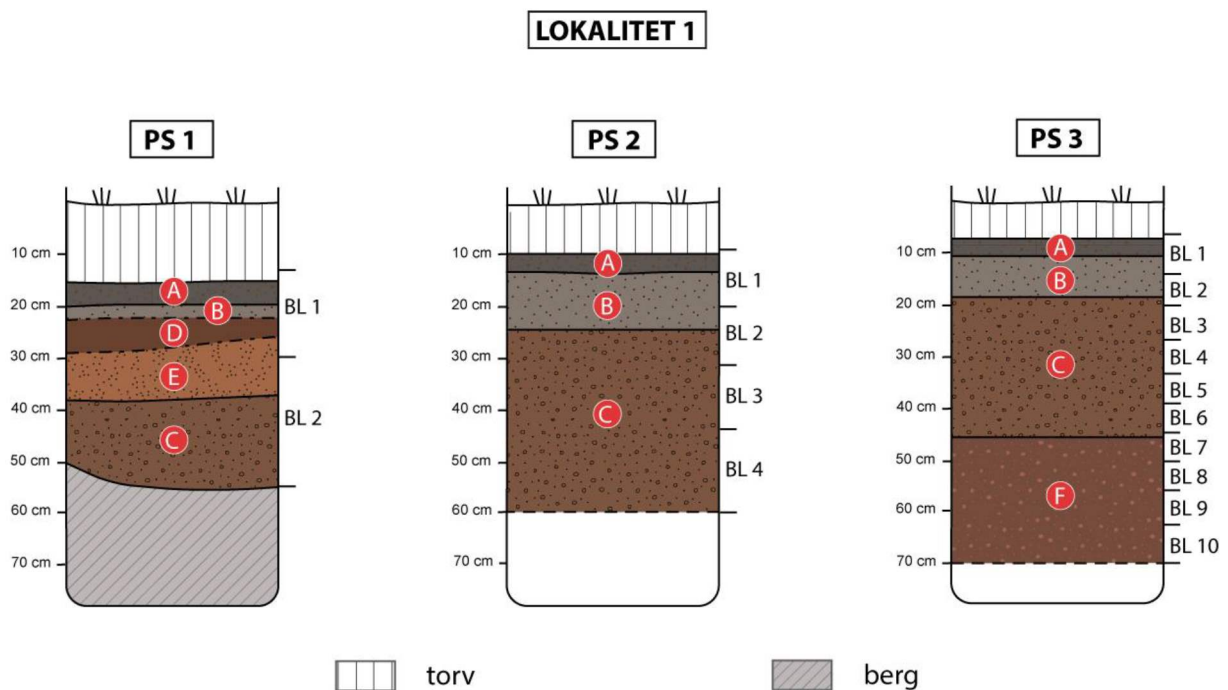 LOKALITET 1
PS 1
PS 2
PS 3
10 cm
20 cm
30 cm
40 cm
50 cm
60 cm
70 cm
A
B
D
E
C
BL 1
BL 2
10 cm
20 cm
30 cm
40 cm
50 cm
60 cm
70 cm
A
B
C
BL 1
BL 2
BL 3
BL 4
10 cm
20 cm
30 cm
40 cm
50 cm
60 cm
70 cm
A
B
C
F
BL 1
BL 2
BL 3
BL 4
BL 5
BL 6
BL 7
BL 8
BL 9
BL 10
torv
berg